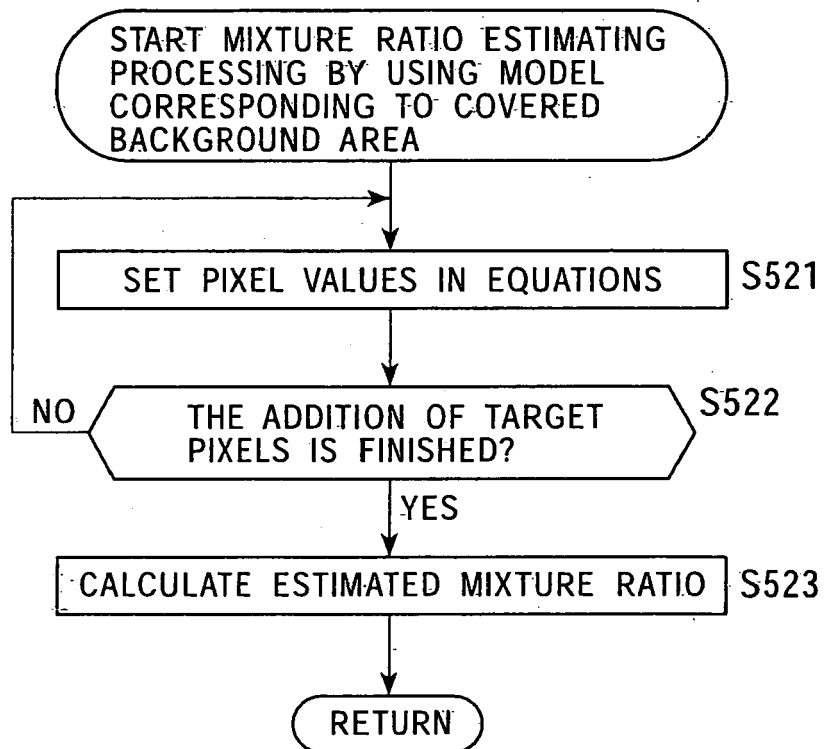 START MIXTURE RATIO ESTIMATING
PROCESSING BY USING MODEL
CORRESPONDING TO COVERED
BACKGROUND AREA
SET PIXEL VALUES IN EQUATIONS
S521
THE ADDITION OF TARGET
PIXELS IS FINISHED?
S522
NO
YES
CALCULATE ESTIMATED MIXTURE RATIO
S523
RETURN